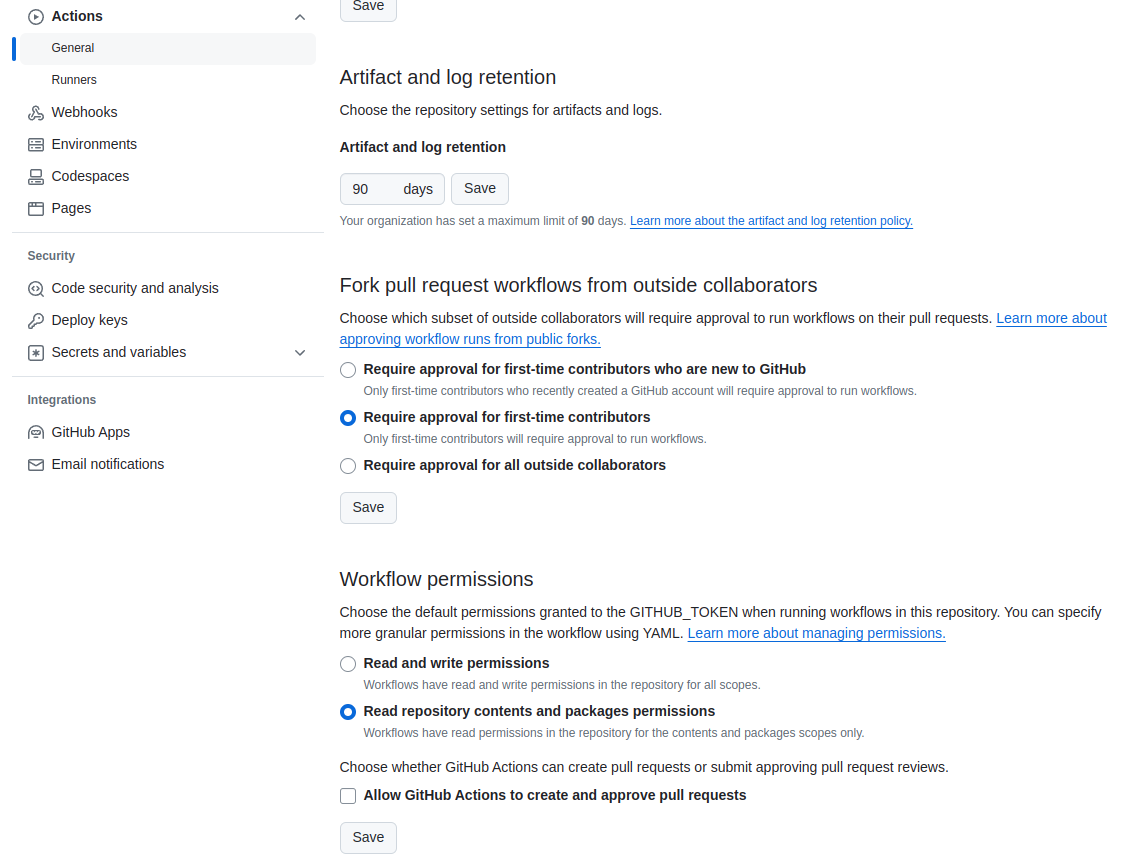 Actions
General
Runners
Webhooks
Environments
Codespaces
Pages
Security
Code security and analysis
Deploy keys
Secrets and variables
Integrations
GitHub Apps
Email notifications
Save
Artifact and log retention
Choose the repository settings for artifacts and logs.
Artifact and log retention
90 days Save
Your organization has set a maximum limit of 90 days. Learn more about the artifact and log retention policy.
Fork pull request workflows from outside collaborators
Choose which subset of outside collaborators will require approval to run workflows on their pull requests. Learn more about
approving workflow runs from public forks.
Require approval for first-time contributors who are new to GitHub
Only first-time contributors who recently created a GitHub account will require approval to run workflows.
Require approval for first-time contributors
Only first-time contributors will require approval to run workflows.
Require approval for all outside collaborators
Save
Workflow permissions
Choose the default permissions granted to the GITHUB_TOKEN when running workflows in this repository. You can specify
more granular permissions in the workflow using YAML. Learn more about managing permissions.
Read and write permissions
Workflows have read and write permissions in the repository for all scopes.
Read repository contents and packages permissions
Workflows have read permissions in the repository for the contents and packages scopes only.
Choose whether GitHub Actions can create pull requests or submit approving pull request reviews.
Allow GitHub Actions to create and approve pull requests
Save